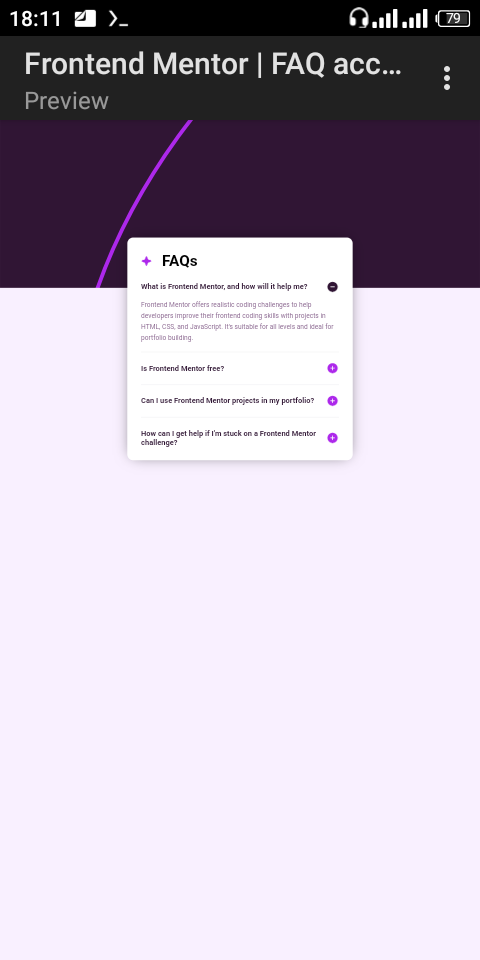 18:11
79
Frontend Mentor | FAQ acc...
Preview
FAQs
What is Frontend Mentor, and how will it help me?
Frontend Mentor offers realistic coding challenges to help
developers improve their frontend coding skills with projects in
HTML, CSS, and JavaScript. It's suitable for all levels and ideal for
portfolio building.
Is Frontend Mentor free?
Can I use Frontend Mentor projects in my portfolio?
How can I get help if I'm stuck on a Frontend Mentor
challenge?